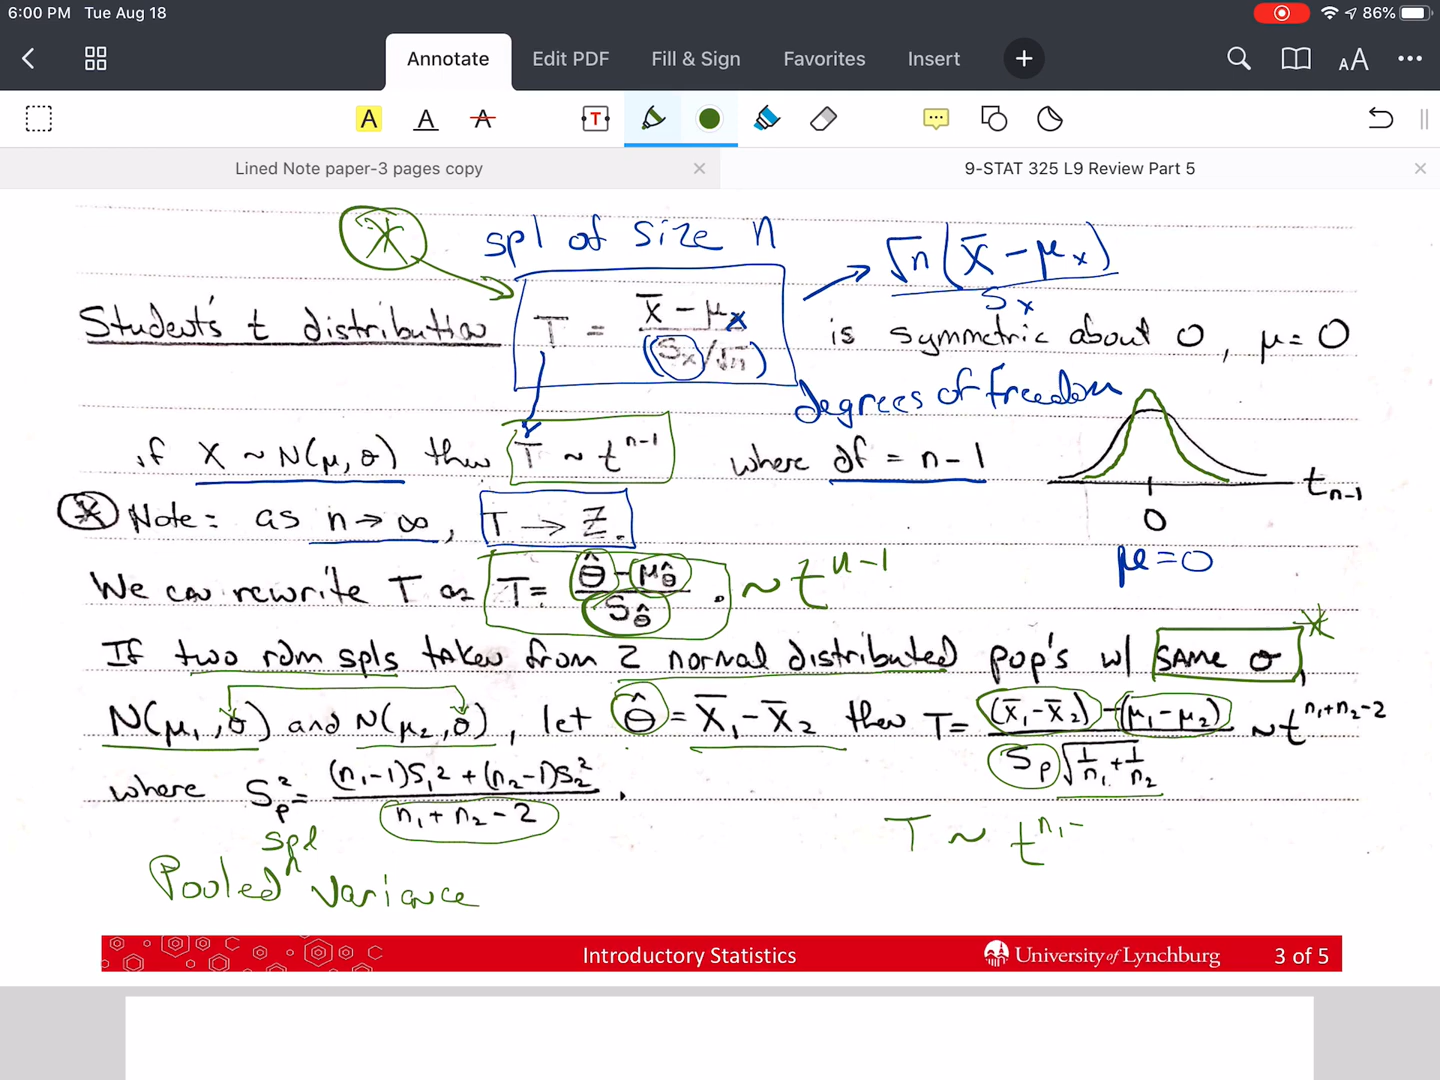 6:00 PM Tue Aug 18 86%
Annotate Edit PDF Fill & Sign Favorites Insert
Lined Note paper-3 pages copy 9-STAT 325 L9 Review Part 5
spl of size n
√n(X̄ - μx) / Sx
Student's t distribution T = (X̄ - μx) / (Sx/√n) is symmetric about 0, μ = 0
degrees of freedom
if X ~ N(μ, σ) then T ~ t^(n-1) where df = n - 1
t_(n-1)
0
μ = 0
* Note: as n → ∞, T → Z.
We can rewrite T as T = (θ̂ - μ_θ̂) / S_θ̂ . ~ t^(n-1)
If two rdm spls taken from 2 normal distributed pop's w/ SAME σ, *
N(μ₁, σ) and N(μ₂, σ), let θ̂ = X̄₁ - X̄₂ then T = ((X̄₁ - X̄₂) - (μ₁ - μ₂)) / (Sp √(1/n₁ + 1/n₂)) ~ t^(n₁+n₂-2)
where Sp² = ((n₁-1)S₁² + (n₂-1)S₂²) / (n₁ + n₂ - 2) .
T ~ t^(n₁-
spl
Pooled ^ Variance
Introductory Statistics University of Lynchburg 3 of 5